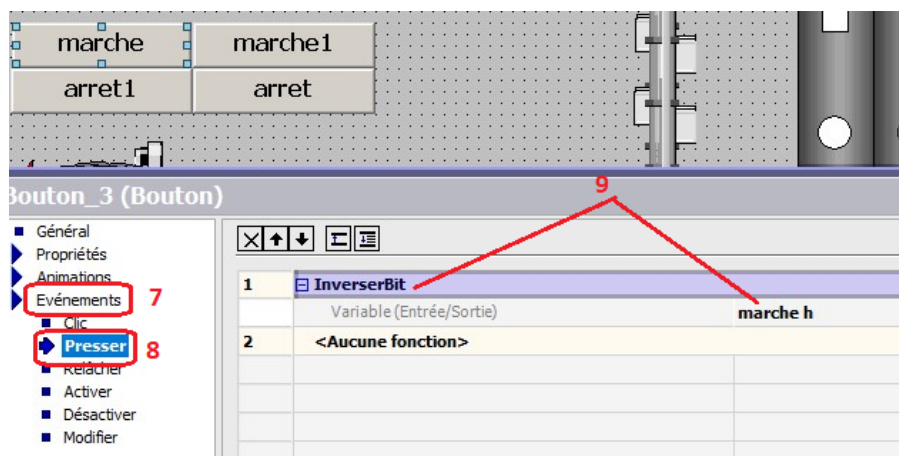 marche marche1
arret1 arret
Bouton_3 (Bouton)
9
Général
Propriétés
Animations
1 InverserBit
Evénements 7
Variable (Entrée/Sortie) marche h
Clic
Presser 8
2 <Aucune fonction>
Relâcher
Activer
Désactiver
Modifier